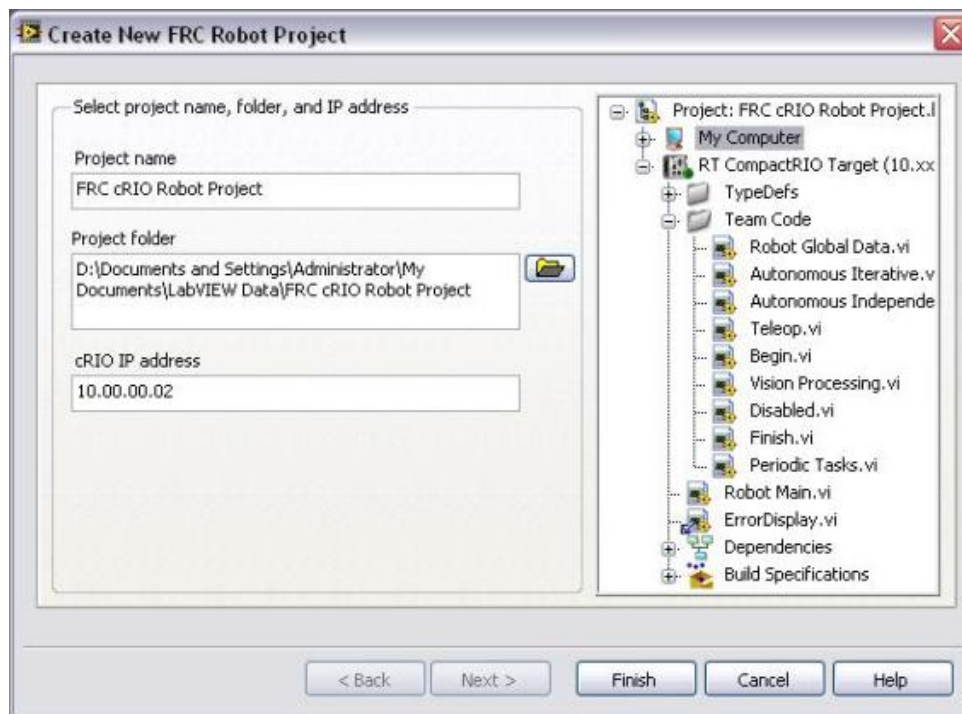 Create New FRC Robot Project
Select project name, folder, and IP address
Project name
FRC cRIO Robot Project
Project folder
D:\Documents and Settings\Administrator\My
Documents\LabVIEW Data\FRC cRIO Robot Project
cRIO IP address
10.00.00.02
Project: FRC cRIO Robot Project.l
My Computer
RT CompactRIO Target (10.xx
TypeDefs
Team Code
Robot Global Data.vi
Autonomous Iterative.v
Autonomous Independe
Teleop.vi
Begin.vi
Vision Processing.vi
Disabled.vi
Finish.vi
Periodic Tasks.vi
Robot Main.vi
ErrorDisplay.vi
Dependencies
Build Specifications
< Back
Next >
Finish
Cancel
Help